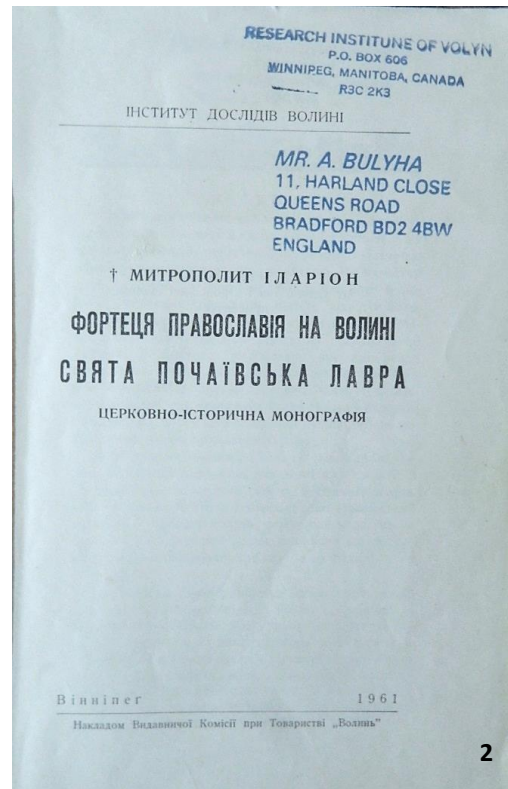 RESEARCH INSTITUNE OF VOLYN
P.O. BOX 606
WINNIPEG, MANITOBA, CANADA
R3C 2K3
ІНСТИТУТ ДОСЛІДІВ ВОЛИНІ
MR. A. BULYHA
11, HARLAND CLOSE
QUEENS ROAD
BRADFORD BD2 4BW
ENGLAND
† МИТРОПОЛИТ ІЛАРІОН
ФОРТЕЦЯ ПРАВОСЛАВІЯ НА ВОЛИНІ
СВЯТА ПОЧАЇВСЬКА ЛАВРА
ЦЕРКОВНО-ІСТОРИЧНА МОНОГРАФІЯ
Вінніпеґ 1961
Накладом Видавничої Комісії при Товаристві „Волинь"
2